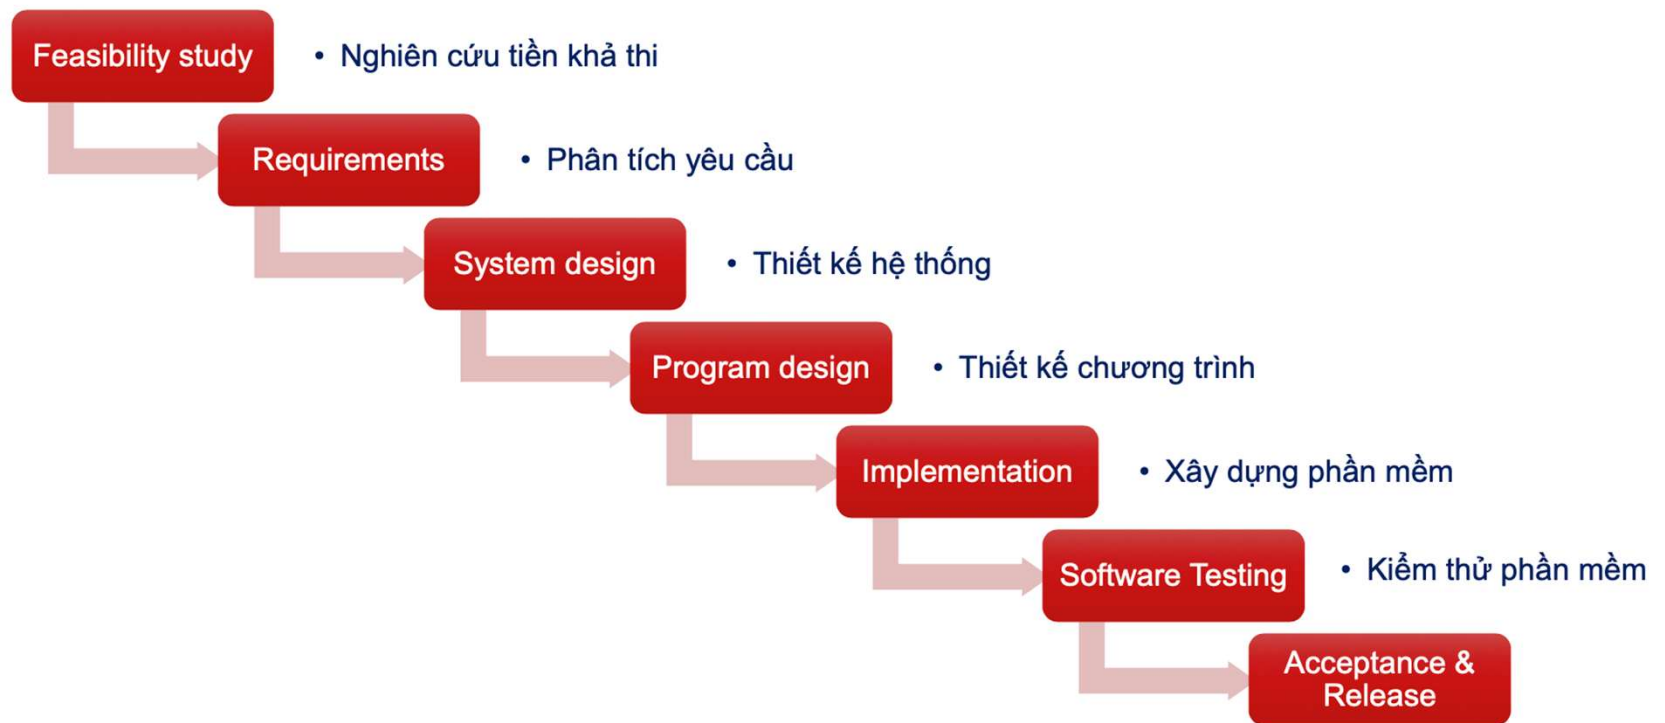 Feasibility study
• Nghiên cứu tiền khả thi
Requirements
• Phân tích yêu cầu
System design
• Thiết kế hệ thống
Program design
• Thiết kế chương trình
Implementation
• Xây dựng phần mềm
Software Testing
• Kiểm thử phần mềm
Acceptance &
Release